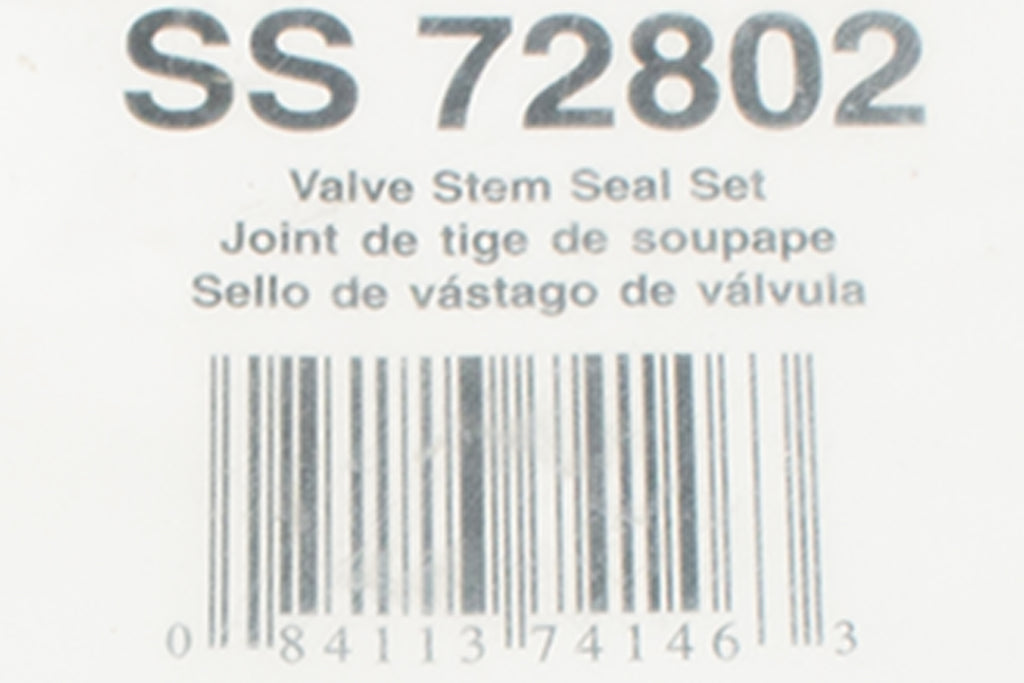 SS 72802
Valve Stem Seal Set
Joint de tige de soupape
Sello de vástago de válvula
0 84113 74146 3